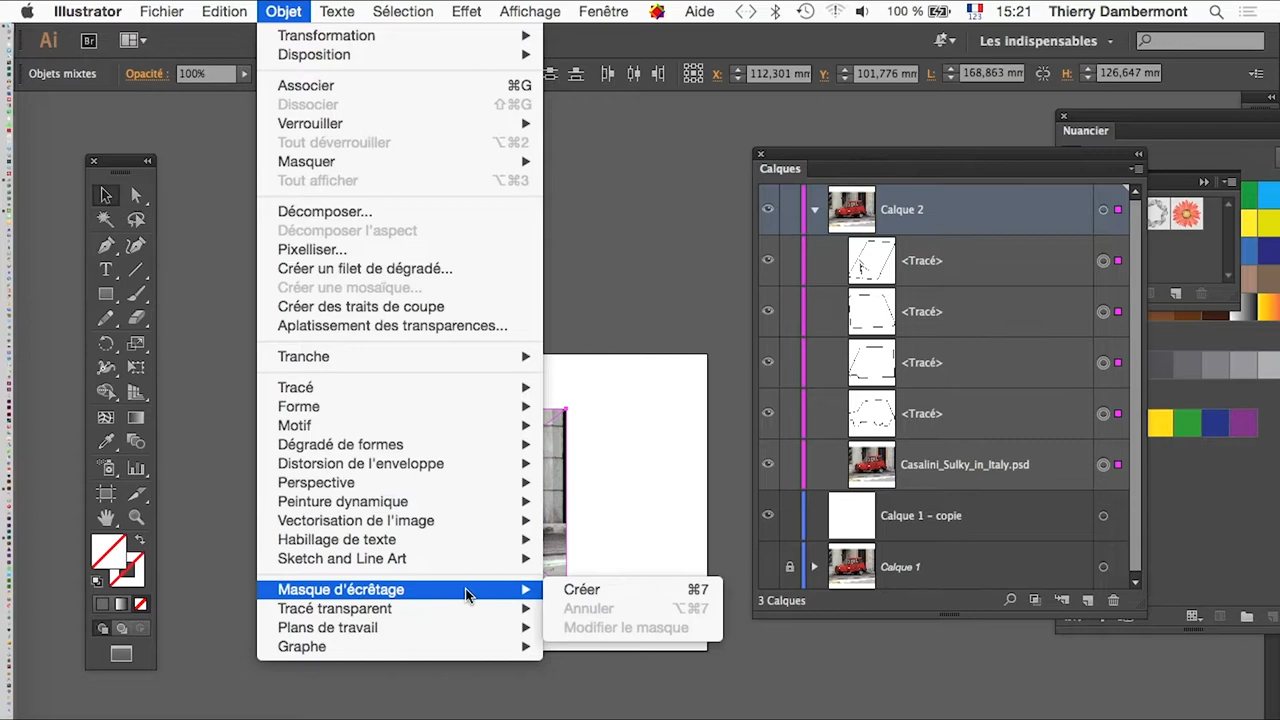 Illustrator Fichier Edition Objet Texte Sélection Effet Affichage Fenêtre Aide 100 % 123 15:21 Thierry Dambermont
Ai Br Les indispensables
Objets mixtes Opacité : 100% X: 112,301 mm Y: 101,776 mm L: 168,863 mm H: 126,647 mm
Transformation
Disposition
Associer ⌘G
Dissocier ⇧⌘G
Verrouiller
Tout déverrouiller ⌥⌘2
Masquer
Tout afficher ⌥⌘3
Décomposer...
Décomposer l'aspect
Pixelliser...
Créer un filet de dégradé...
Créer une mosaïque...
Créer des traits de coupe
Aplatissement des transparences...
Tranche
Tracé
Forme
Motif
Dégradé de formes
Distorsion de l'enveloppe
Perspective
Peinture dynamique
Vectorisation de l'image
Habillage de texte
Sketch and Line Art
Masque d'écrêtage
Tracé transparent
Plans de travail
Graphe
Créer ⌘7
Annuler ⌥⌘7
Modifier le masque
Nuancier
Calques
Calque 2
<Tracé>
<Tracé>
<Tracé>
<Tracé>
Casalini_Sulky_in_Italy.psd
Calque 1 – copie
Calque 1
3 Calques